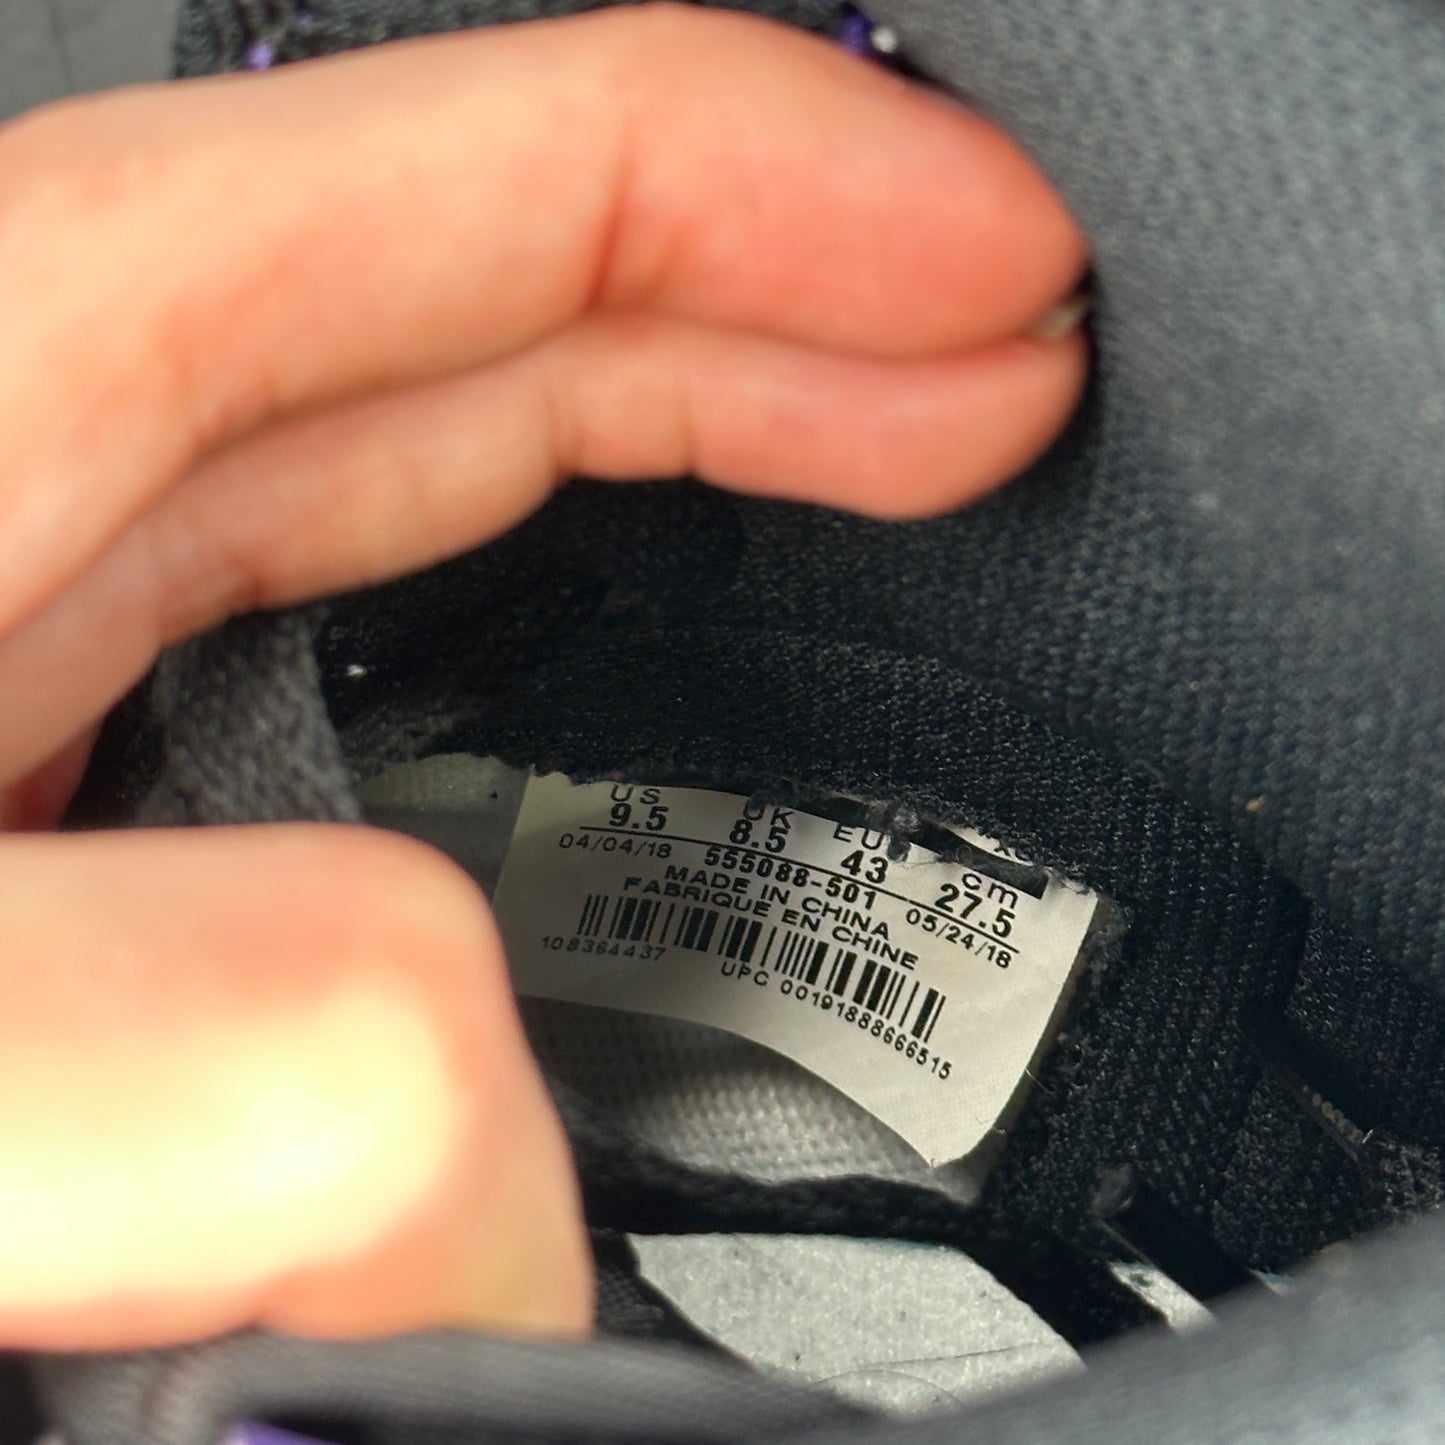 US UK EUR cm
9.5 8.5 43 27.5
04/04/18 555088-501 05/24/18
MADE IN CHINA
FABRIQUE EN CHINE
108364437 UPC 00191888666515